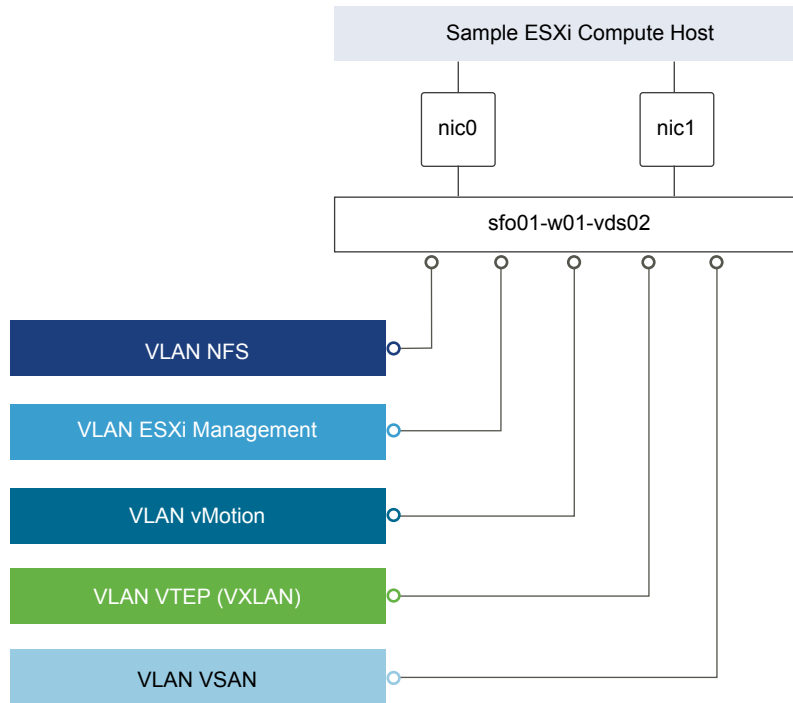 Sample ESXi Compute Host
nic0
nic1
sfo01-w01-vds02
VLAN NFS
VLAN ESXi Management
VLAN vMotion
VLAN VTEP (VXLAN)
VLAN VSAN